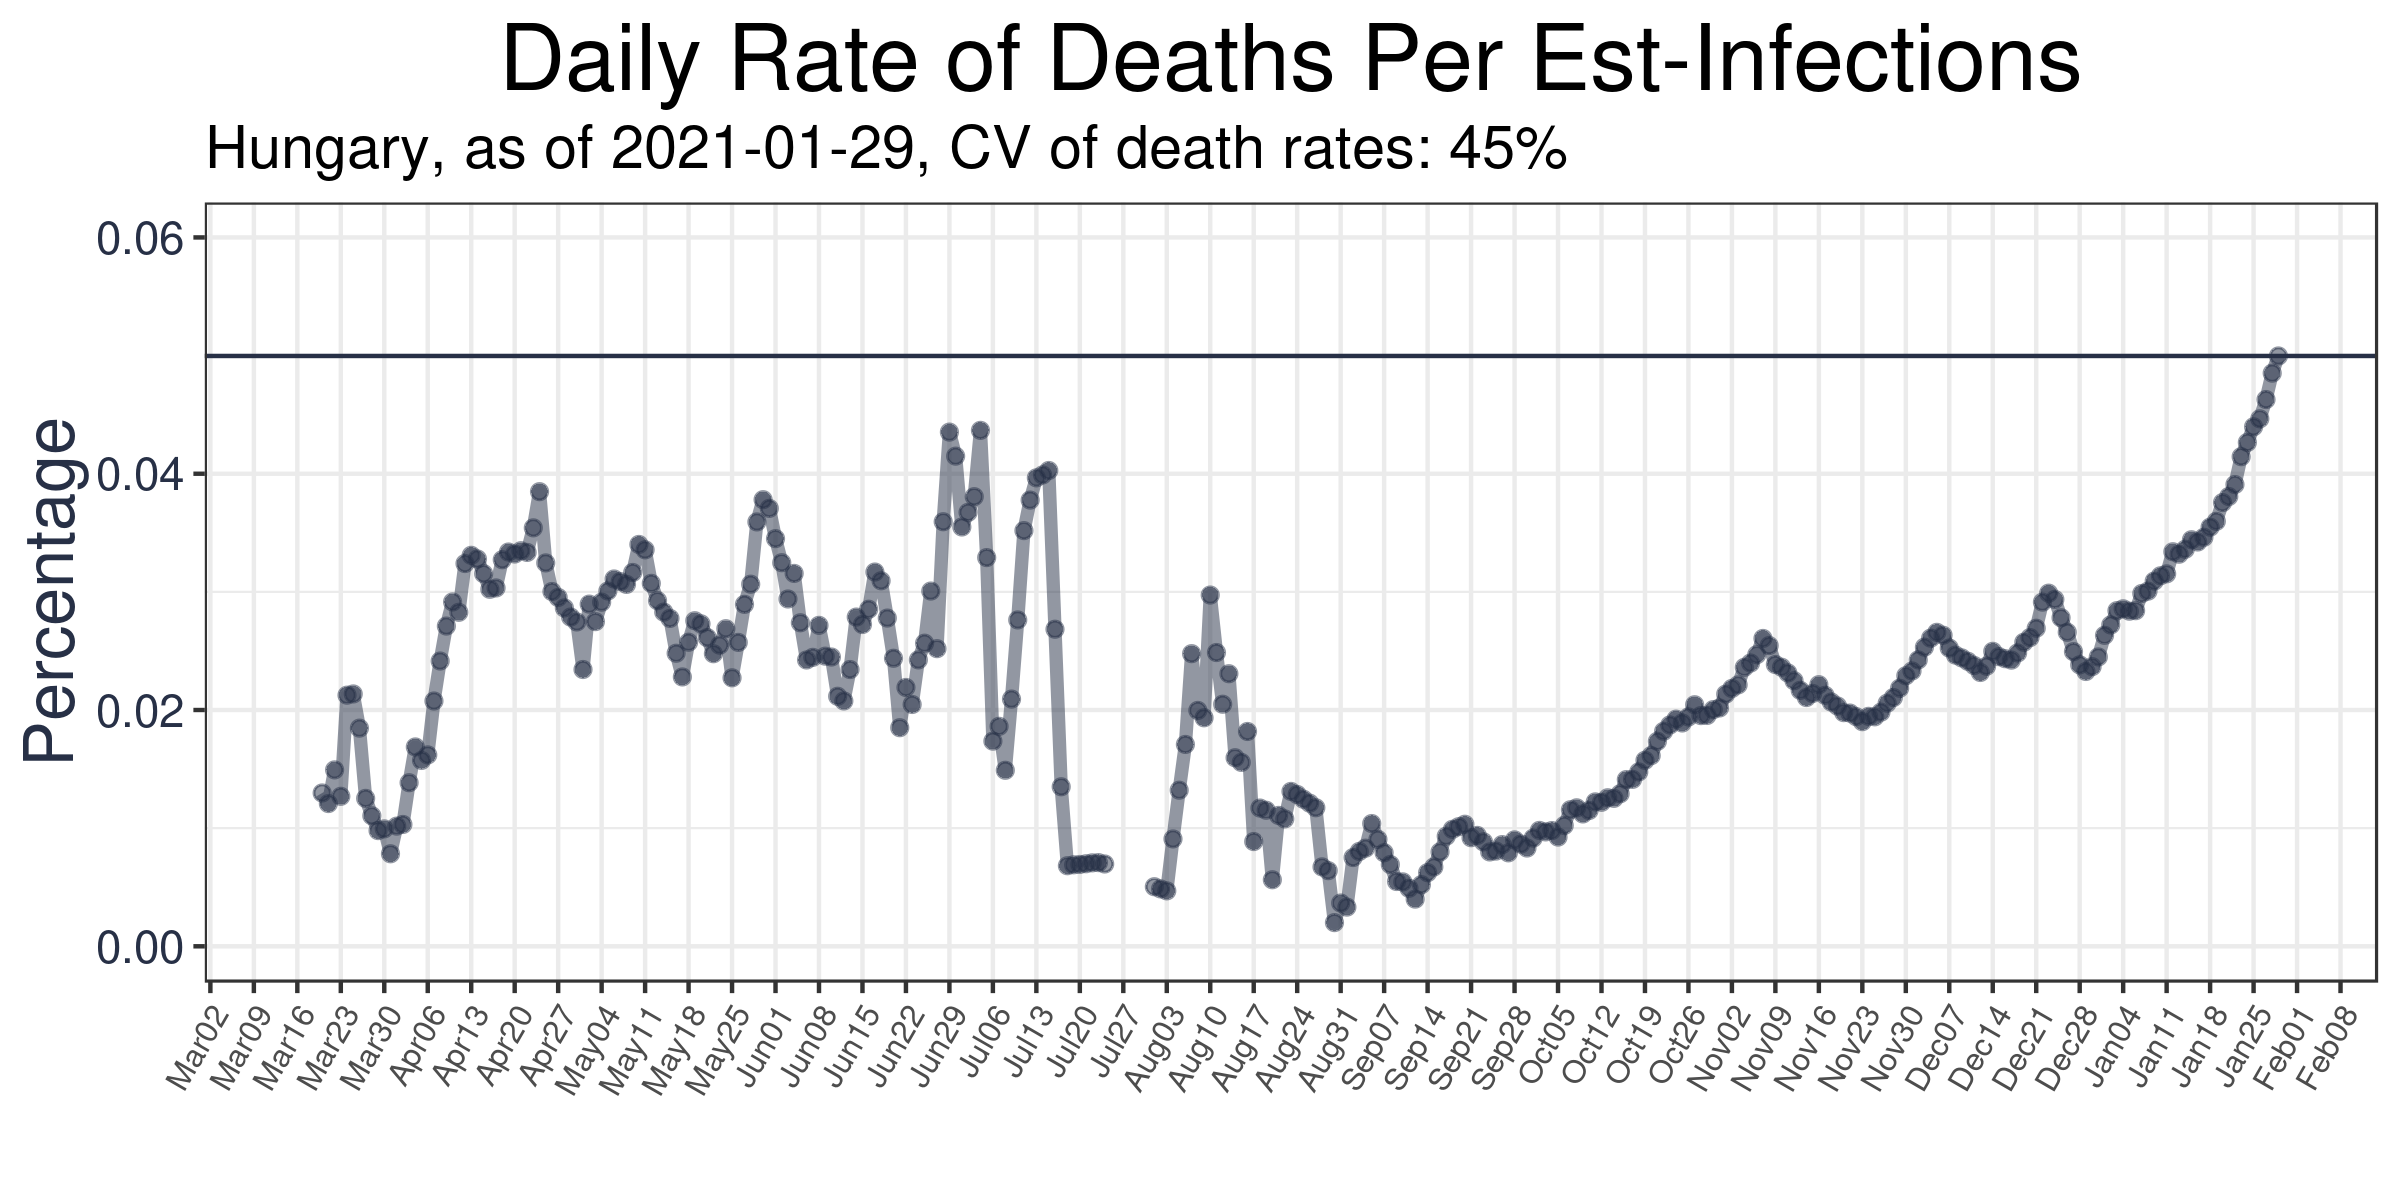 Daily Rate of Deaths Per Est-Infections
Hungary, as of 2021-01-29, CV of death rates: 45%
Percentage
0.06
0.04
0.02
0.00
Mar02
Mar09
Mar16
Mar23
Mar30
Apr06
Apr13
Apr20
Apr27
May04
May11
May18
May25
Jun01
Jun08
Jun15
Jun22
Jun29
Jul06
Jul13
Jul20
Jul27
Aug03
Aug10
Aug17
Aug24
Aug31
Sep07
Sep14
Sep21
Sep28
Oct05
Oct12
Oct19
Oct26
Nov02
Nov09
Nov16
Nov23
Nov30
Dec07
Dec14
Dec21
Dec28
Jan04
Jan11
Jan18
Jan25
Feb01
Feb08